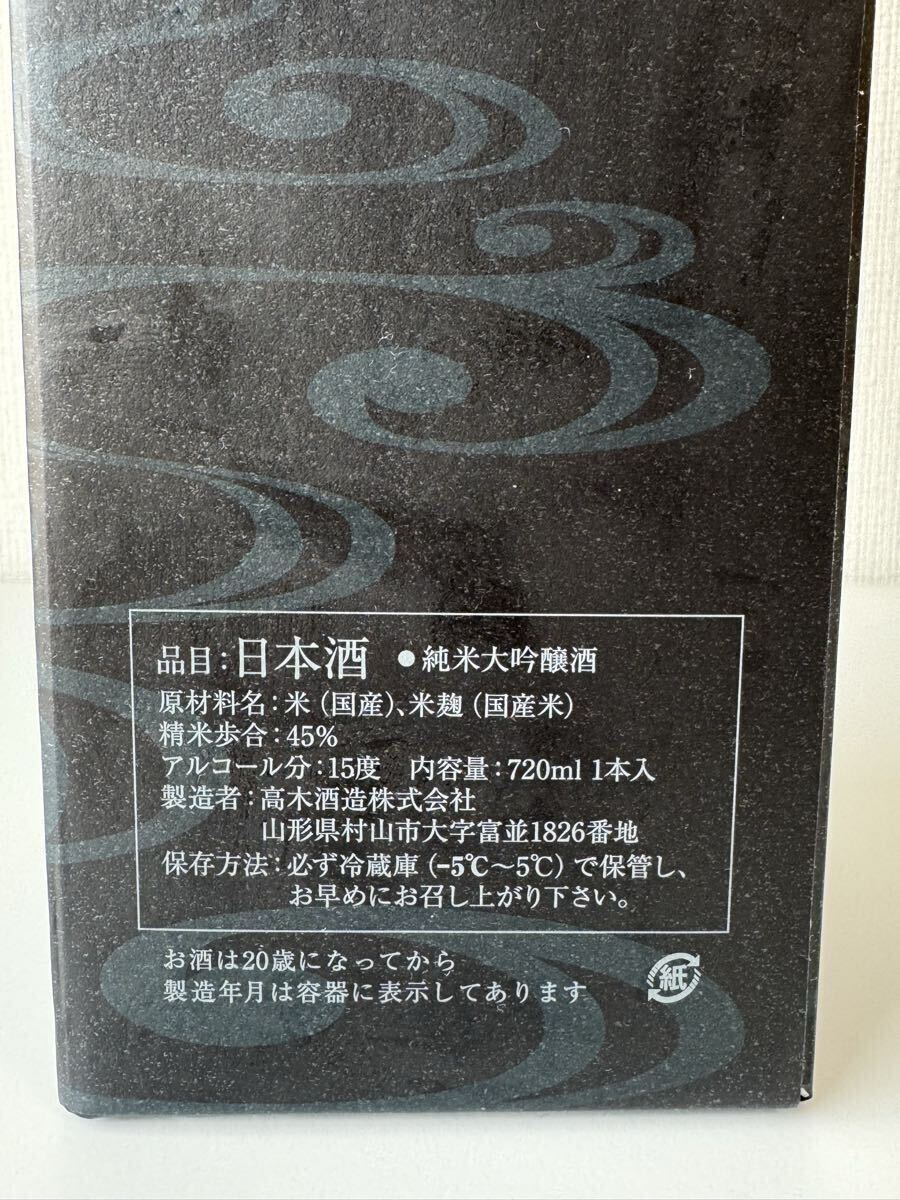 品目：日本酒 ●純米大吟醸酒
原材料名：米（国産）、米麹（国産米）
精米歩合：45%
アルコール分：15度 内容量：720ml 1本入
製造者：高木酒造株式会社
山形県村山市大字富並1826番地
保存方法：必ず冷蔵庫（-5℃～5℃）で保管し、
お早めにお召し上がり下さい。
お酒は20歳になってから
製造年月は容器に表示してあります
紙